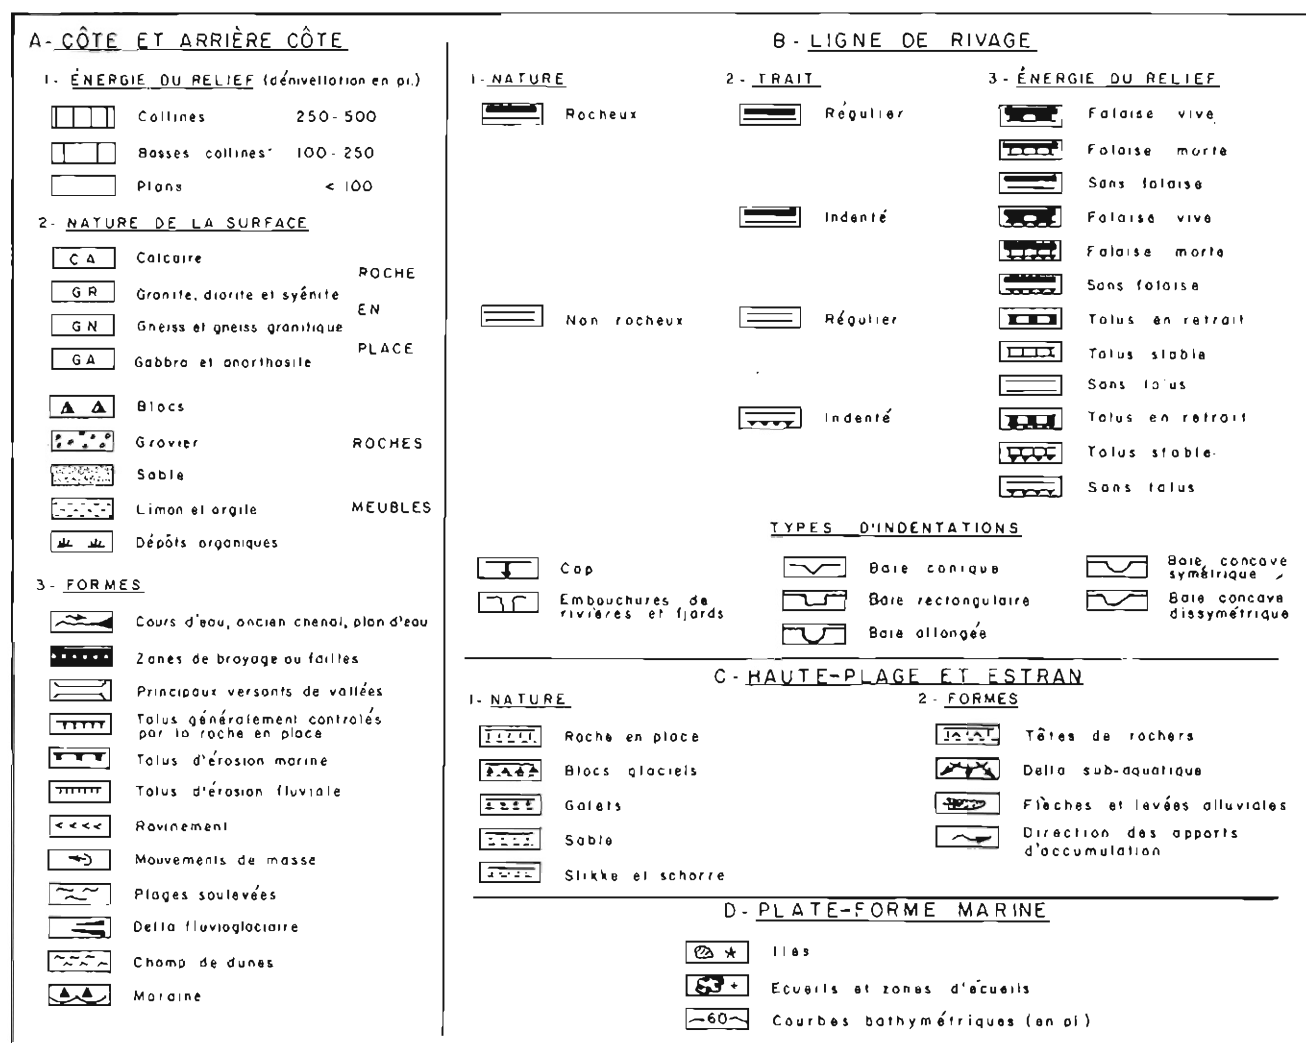 A- CÔTE ET ARRIÈRE CÔTE
1- ÉNERGIE DU RELIEF (dénivellation en pi.)
Collines 250-500
Basses collines 100-250
Plans < 100
2- NATURE DE LA SURFACE
CA Calcaire
GR Granite, diorite et syénite
GN Gneiss et gneiss granitique
GA Gabbro et anorthosite
ROCHE
EN
PLACE
Blocs
Gravier
Sable
Limon et argile
Dépôts organiques
ROCHES
MEUBLES
3- FORMES
Cours d'eau, ancien chenal, plan d'eau
Zones de broyage ou failles
Principaux versants de vallées
Talus généralement contrôlés
par la roche en place
Talus d'érosion marine
Talus d'érosion fluviale
Ravinement
Mouvements de masse
Plages soulevées
Delta fluvioglaciaire
Champ de dunes
Moraine
B- LIGNE DE RIVAGE
1- NATURE
Rocheux
Non rocheux
2- TRAIT
Régulier
Indenté
Régulier
Indenté
3- ÉNERGIE DU RELIEF
Falaise vive
Falaise morte
Sans falaise
Falaise vive
Falaise morte
Sans falaise
Talus en retrait
Talus stable
Sans talus
Talus en retrait
Talus stable
Sans talus
TYPES D'INDENTATIONS
Cap
Embouchures de
rivières et fjords
Baie conique
Baie rectangulaire
Baie allongée
Baie, concave
symétrique
Baie concave
dissymétrique
C- HAUTE-PLAGE ET ESTRAN
1- NATURE
Roche en place
Blocs glaciels
Galets
Sable
Slikke et schorre
2- FORMES
Têtes de rochers
Delta sub-aquatique
Flèches et levées alluviales
Direction des apports
d'accumulation
D- PLATE-FORME MARINE
Iles
Ecueils et zones d'écueils
60 Courbes bathymétriques (en pi)